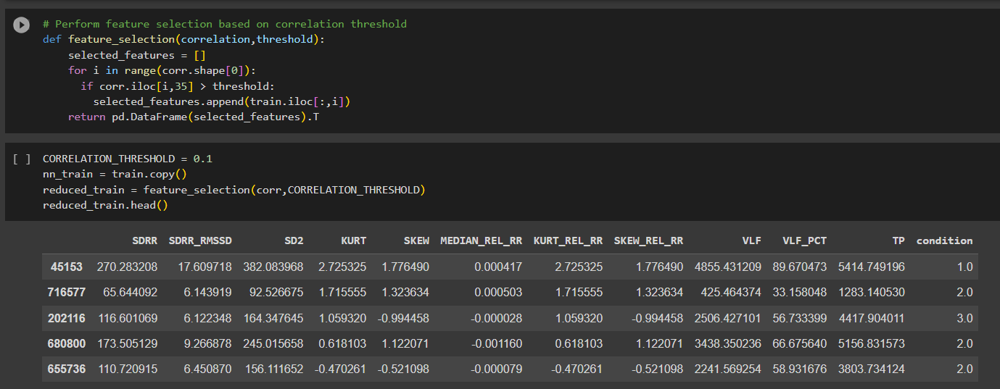 # Perform feature selection based on correlation threshold
def feature_selection(correlation,threshold):
    selected_features = []
    for i in range(corr.shape[0]):
      if corr.iloc[i,35] > threshold:
        selected_features.append(train.iloc[:,i])
    return pd.DataFrame(selected_features).T
[ ] CORRELATION_THRESHOLD = 0.1
nn_train = train.copy()
reduced_train = feature_selection(corr,CORRELATION_THRESHOLD)
reduced_train.head()
SDRR SDRR_RMSSD SD2 KURT SKEW MEDIAN_REL_RR KURT_REL_RR SKEW_REL_RR VLF VLF_PCT TP condition
45153 270.283208 17.609718 382.083968 2.725325 1.776490 0.000417 2.725325 1.776490 4855.431209 89.670473 5414.749196 1.0
716577 65.644092 6.143919 92.526675 1.715555 1.323634 0.000503 1.715555 1.323634 425.464374 33.158048 1283.140530 2.0
202116 116.601069 6.122348 164.347645 1.059320 -0.994458 -0.000028 1.059320 -0.994458 2506.427101 56.733399 4417.904011 3.0
680800 173.505129 9.266878 245.015658 0.618103 1.122071 -0.001160 0.618103 1.122071 3438.350236 66.675640 5156.831573 2.0
655736 110.720915 6.450870 156.111652 -0.470261 -0.521098 -0.000079 -0.470261 -0.521098 2241.569254 58.931676 3803.734124 2.0